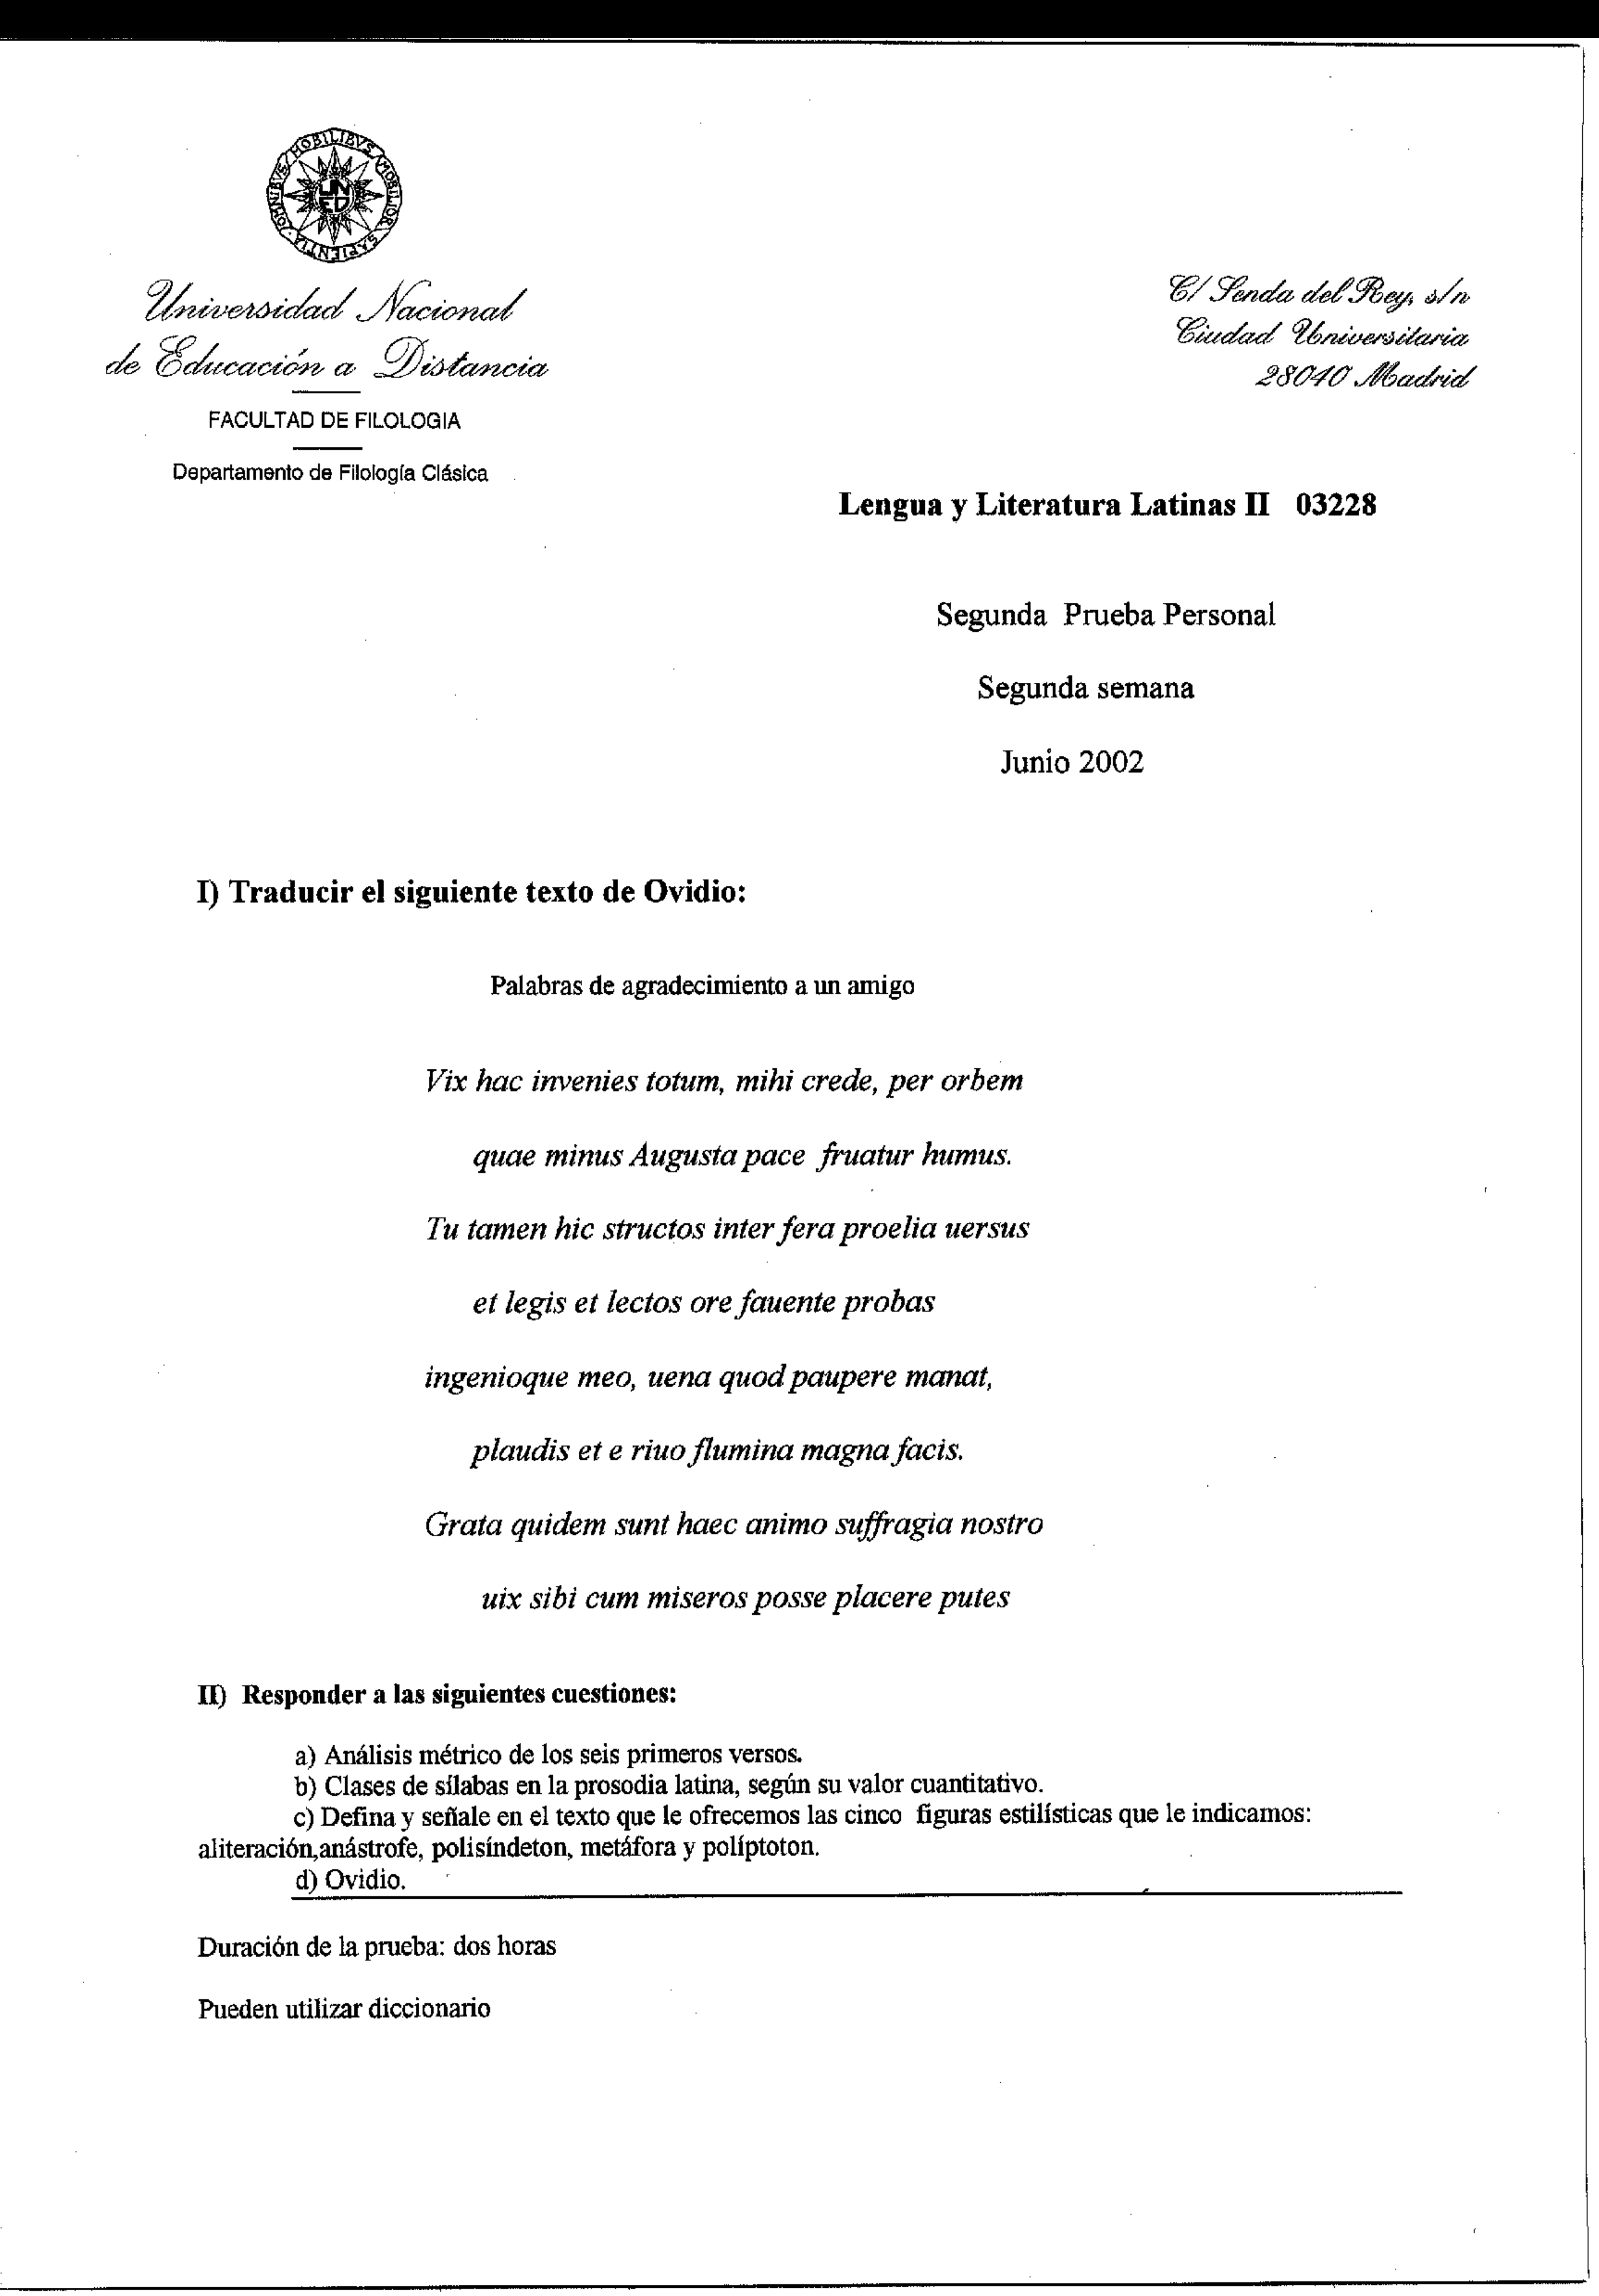 OMNIBVS MOBILIBVS MOBILIOR SAPIENTIA
UN
ED
Universidad Nacional
de Educación a Distancia
FACULTAD DE FILOLOGIA
Departamento de Filología Clásica
C/ Senda del Rey, s/n
Ciudad Universitaria
28040 Madrid
Lengua y Literatura Latinas II 03228
Segunda Prueba Personal
Segunda semana
Junio 2002
I) Traducir el siguiente texto de Ovidio:
Palabras de agradecimiento a un amigo
Vix hac invenies totum, mihi crede, per orbem
quae minus Augusta pace fruatur humus.
Tu tamen hic structos inter fera proelia uersus
et legis et lectos ore fauente probas
ingenioque meo, uena quod paupere manat,
plaudis et e riuo flumina magna facis.
Grata quidem sunt haec animo suffragia nostro
uix sibi cum miseros posse placere putes
II) Responder a las siguientes cuestiones:
a) Análisis métrico de los seis primeros versos.
b) Clases de sílabas en la prosodia latina, según su valor cuantitativo.
c) Defina y señale en el texto que le ofrecemos las cinco figuras estilísticas que le indicamos:
aliteración,anástrofe, polisíndeton, metáfora y políptoton.
d) Ovidio.
Duración de la prueba: dos horas
Pueden utilizar diccionario